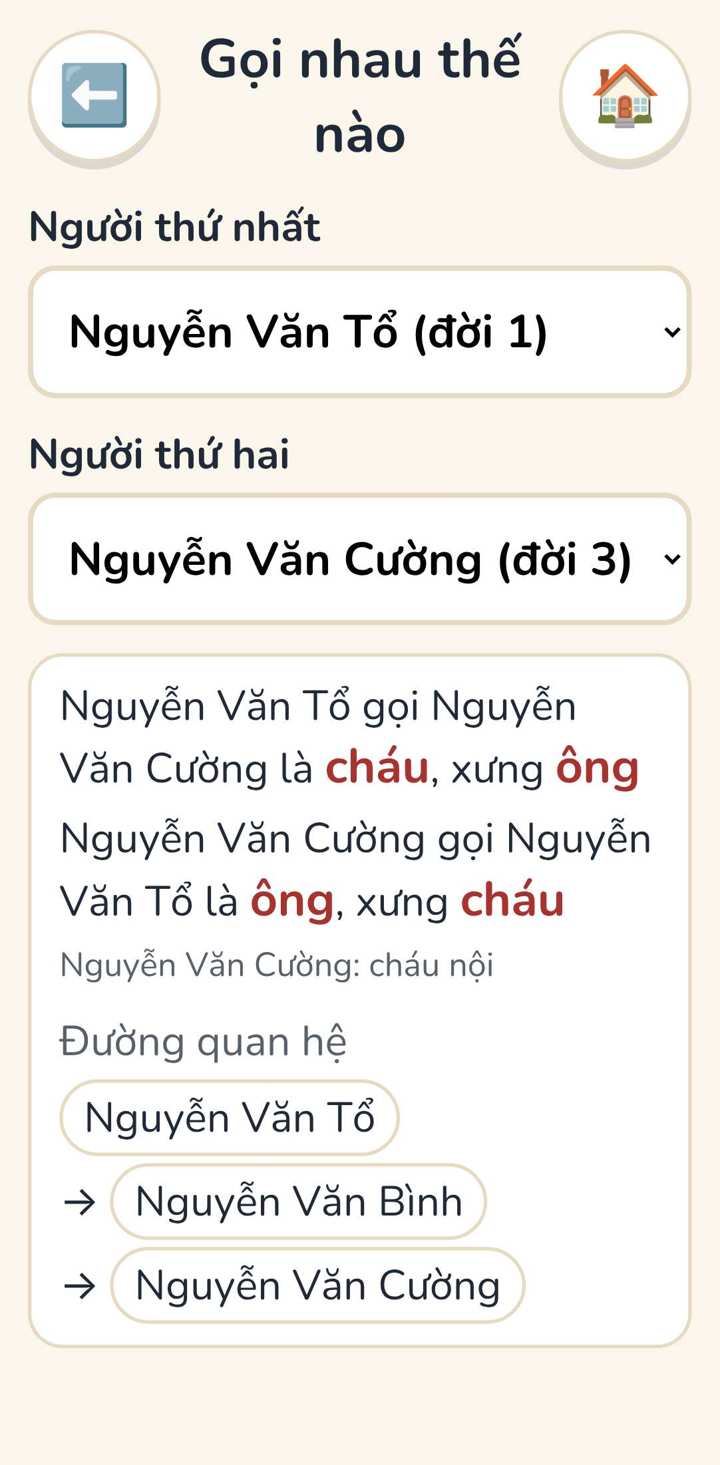 Gọi nhau thế
nào
Người thứ nhất
Nguyễn Văn Tổ (đời 1)
Người thứ hai
Nguyễn Văn Cường (đời 3)
Nguyễn Văn Tổ gọi Nguyễn
Văn Cường là cháu, xưng ông
Nguyễn Văn Cường gọi Nguyễn
Văn Tổ là ông, xưng cháu
Nguyễn Văn Cường: cháu nội
Đường quan hệ
Nguyễn Văn Tổ
→ Nguyễn Văn Bình
→ Nguyễn Văn Cường